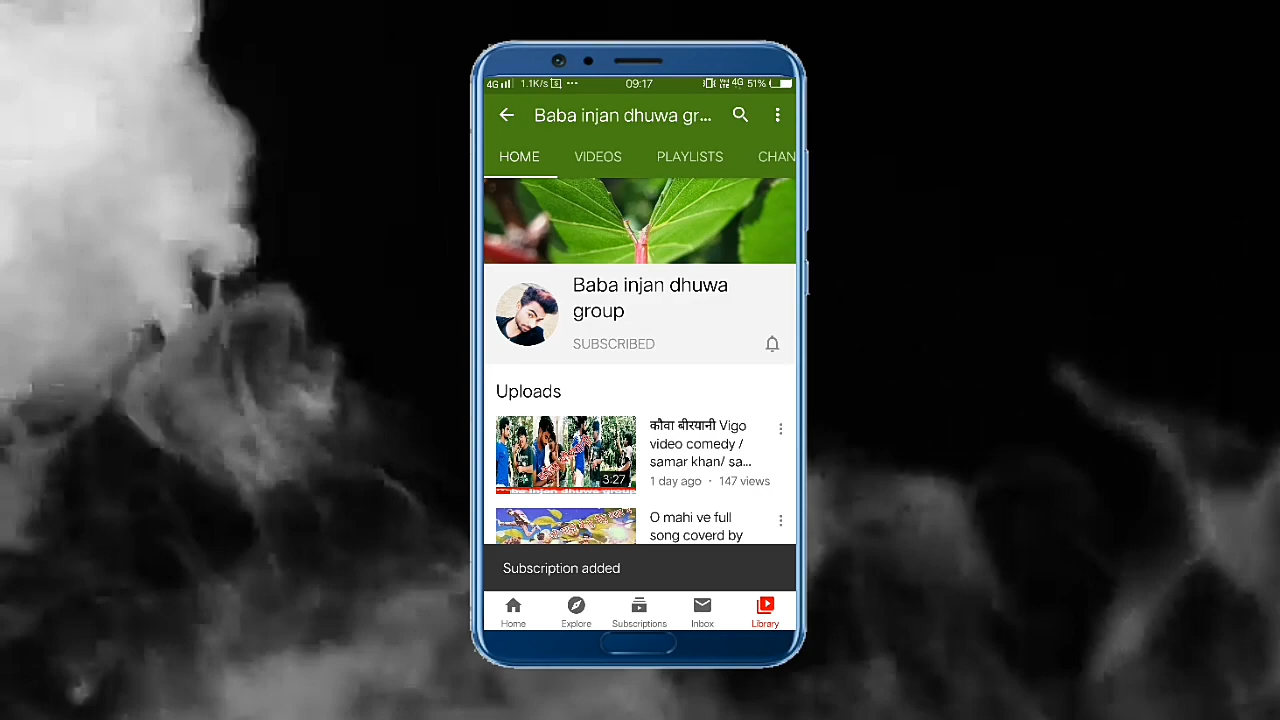 4G 1.1K/s 09:17 4G 51%
Baba injan dhuwa gr...
HOME VIDEOS PLAYLISTS CHAN
Baba injan dhuwa
group
SUBSCRIBED
Uploads
कौवा बीरयानी Vigo
video comedy /
samar khan/ sa...
1 day ago · 147 views
3:27
O mahi ve full
song coverd by
Subscription added
Home Explore Subscriptions Inbox Library